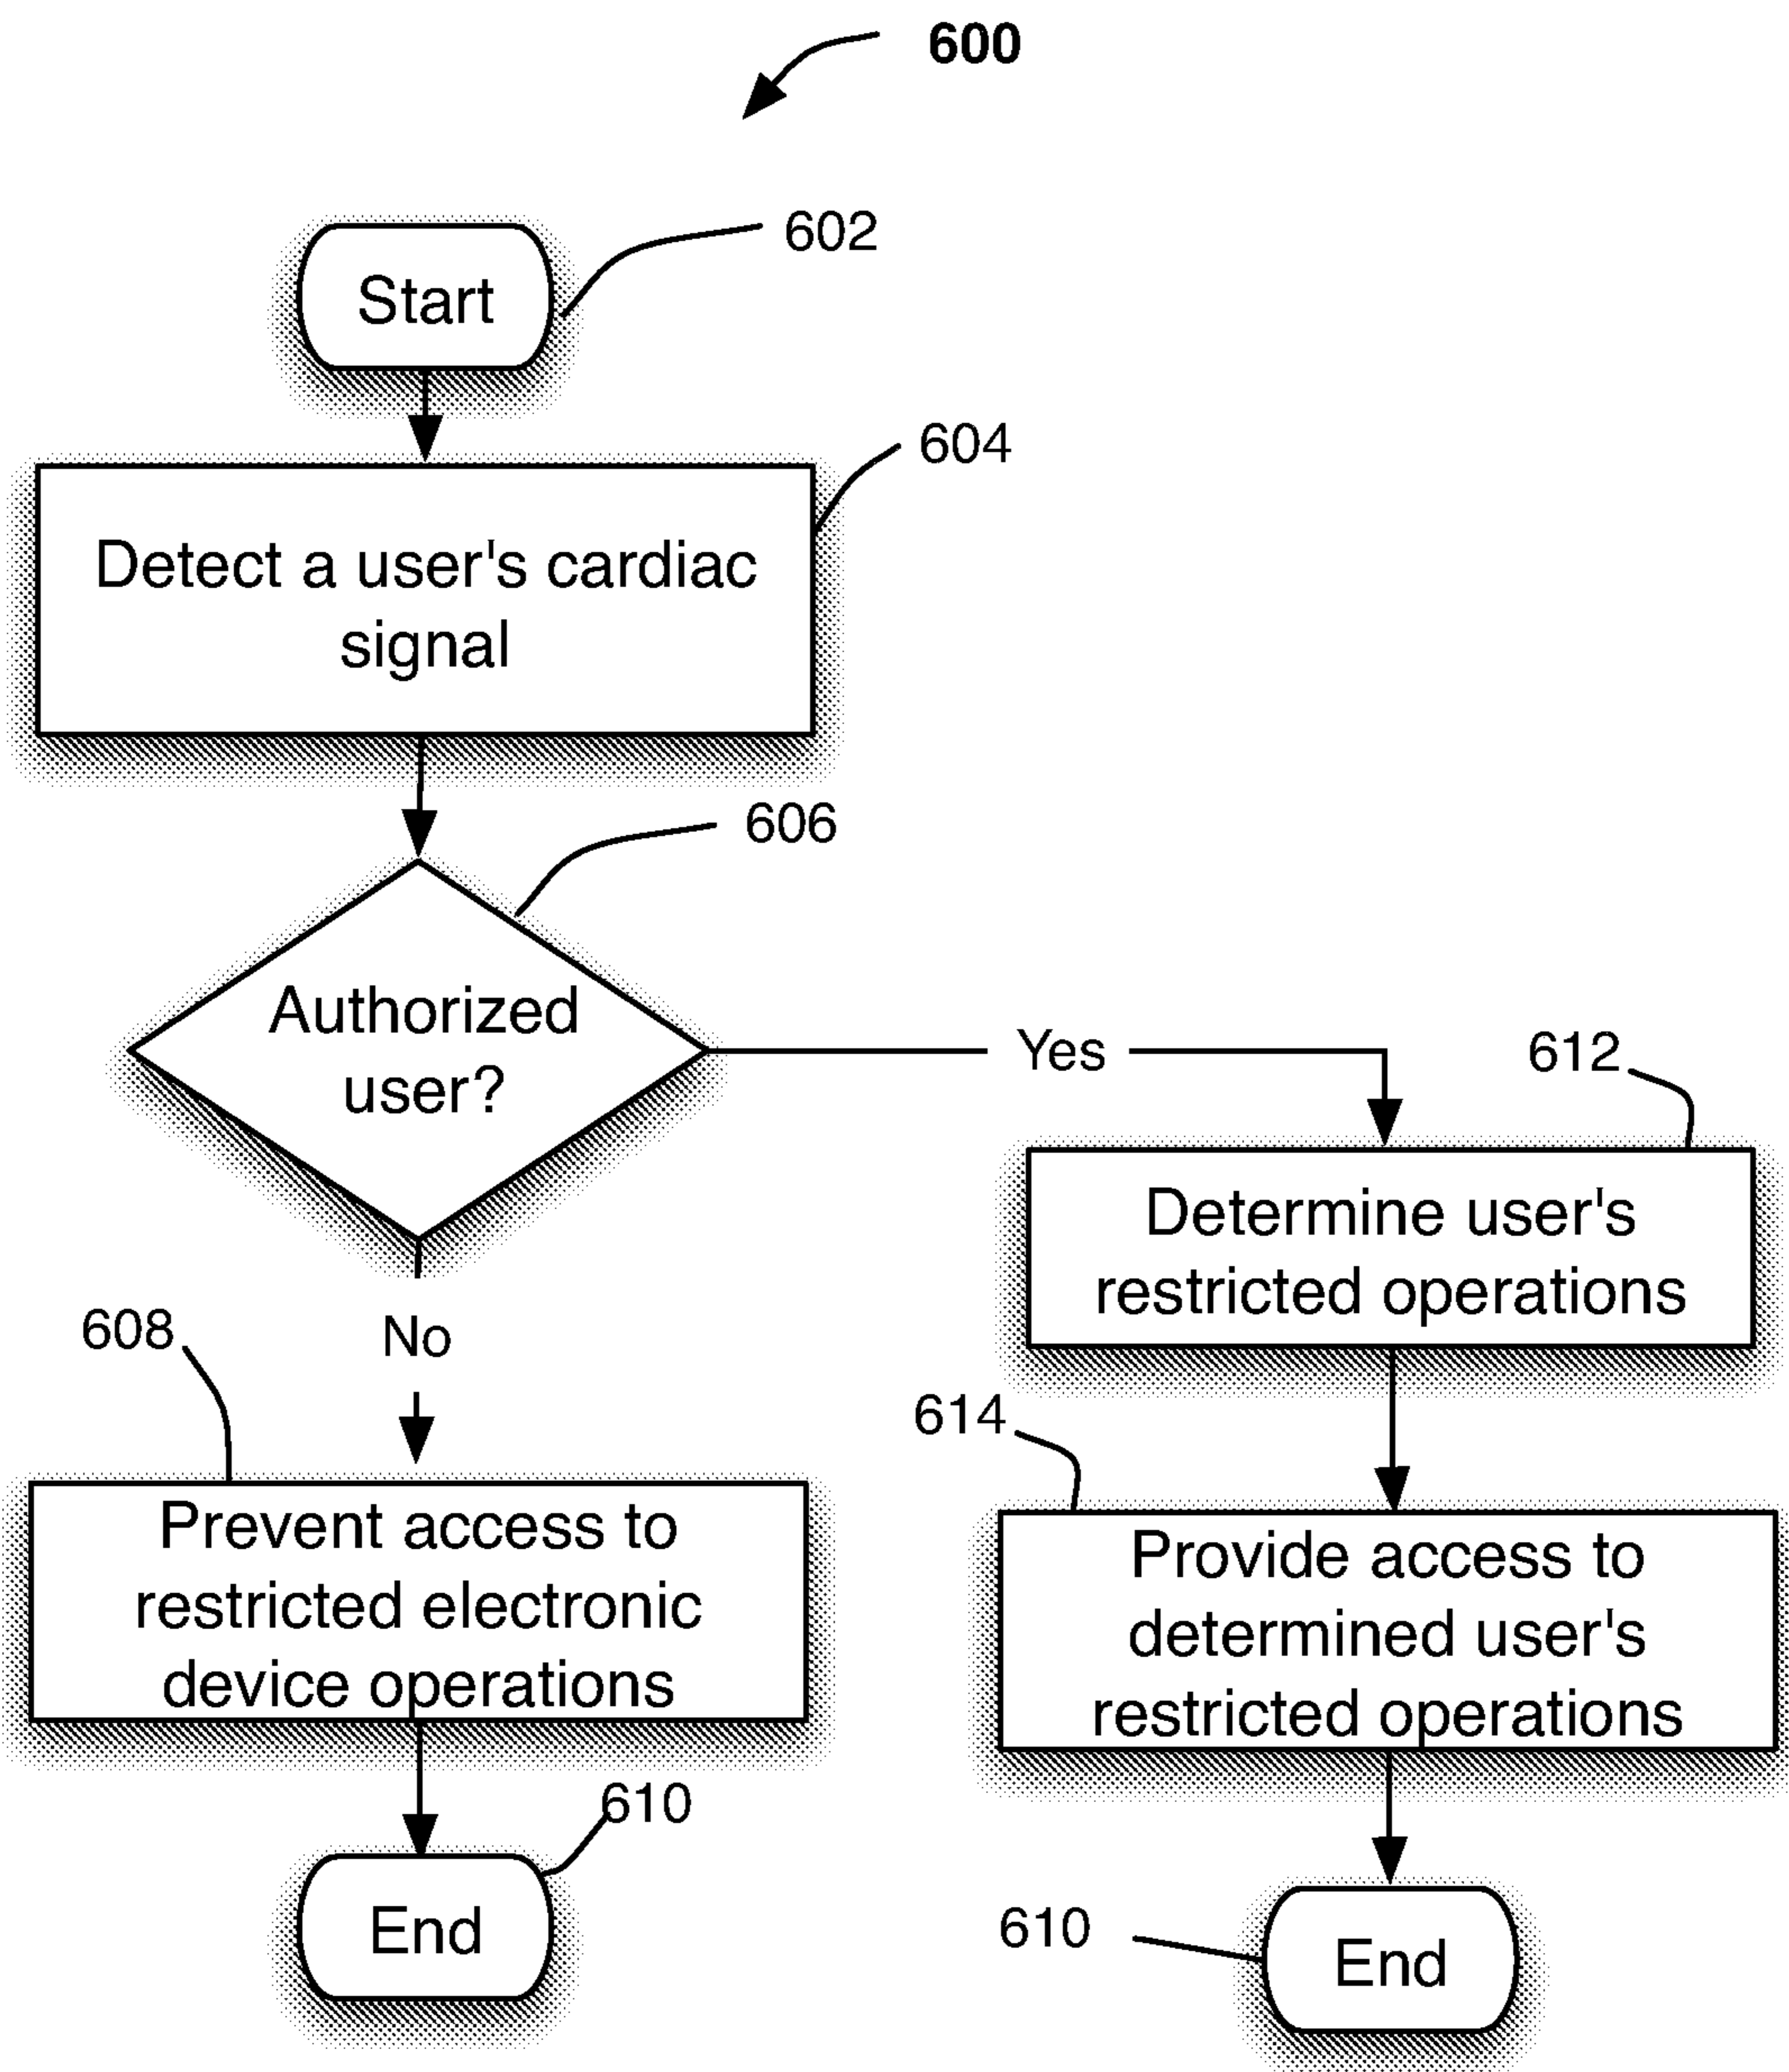 600
602
Start
604
Detect a user's cardiac
signal
606
Authorized
user?
Yes
612
Determine user's
restricted operations
No
608
614
Prevent access to
restricted electronic
device operations
Provide access to
determined user's
restricted operations
610
End
610
End